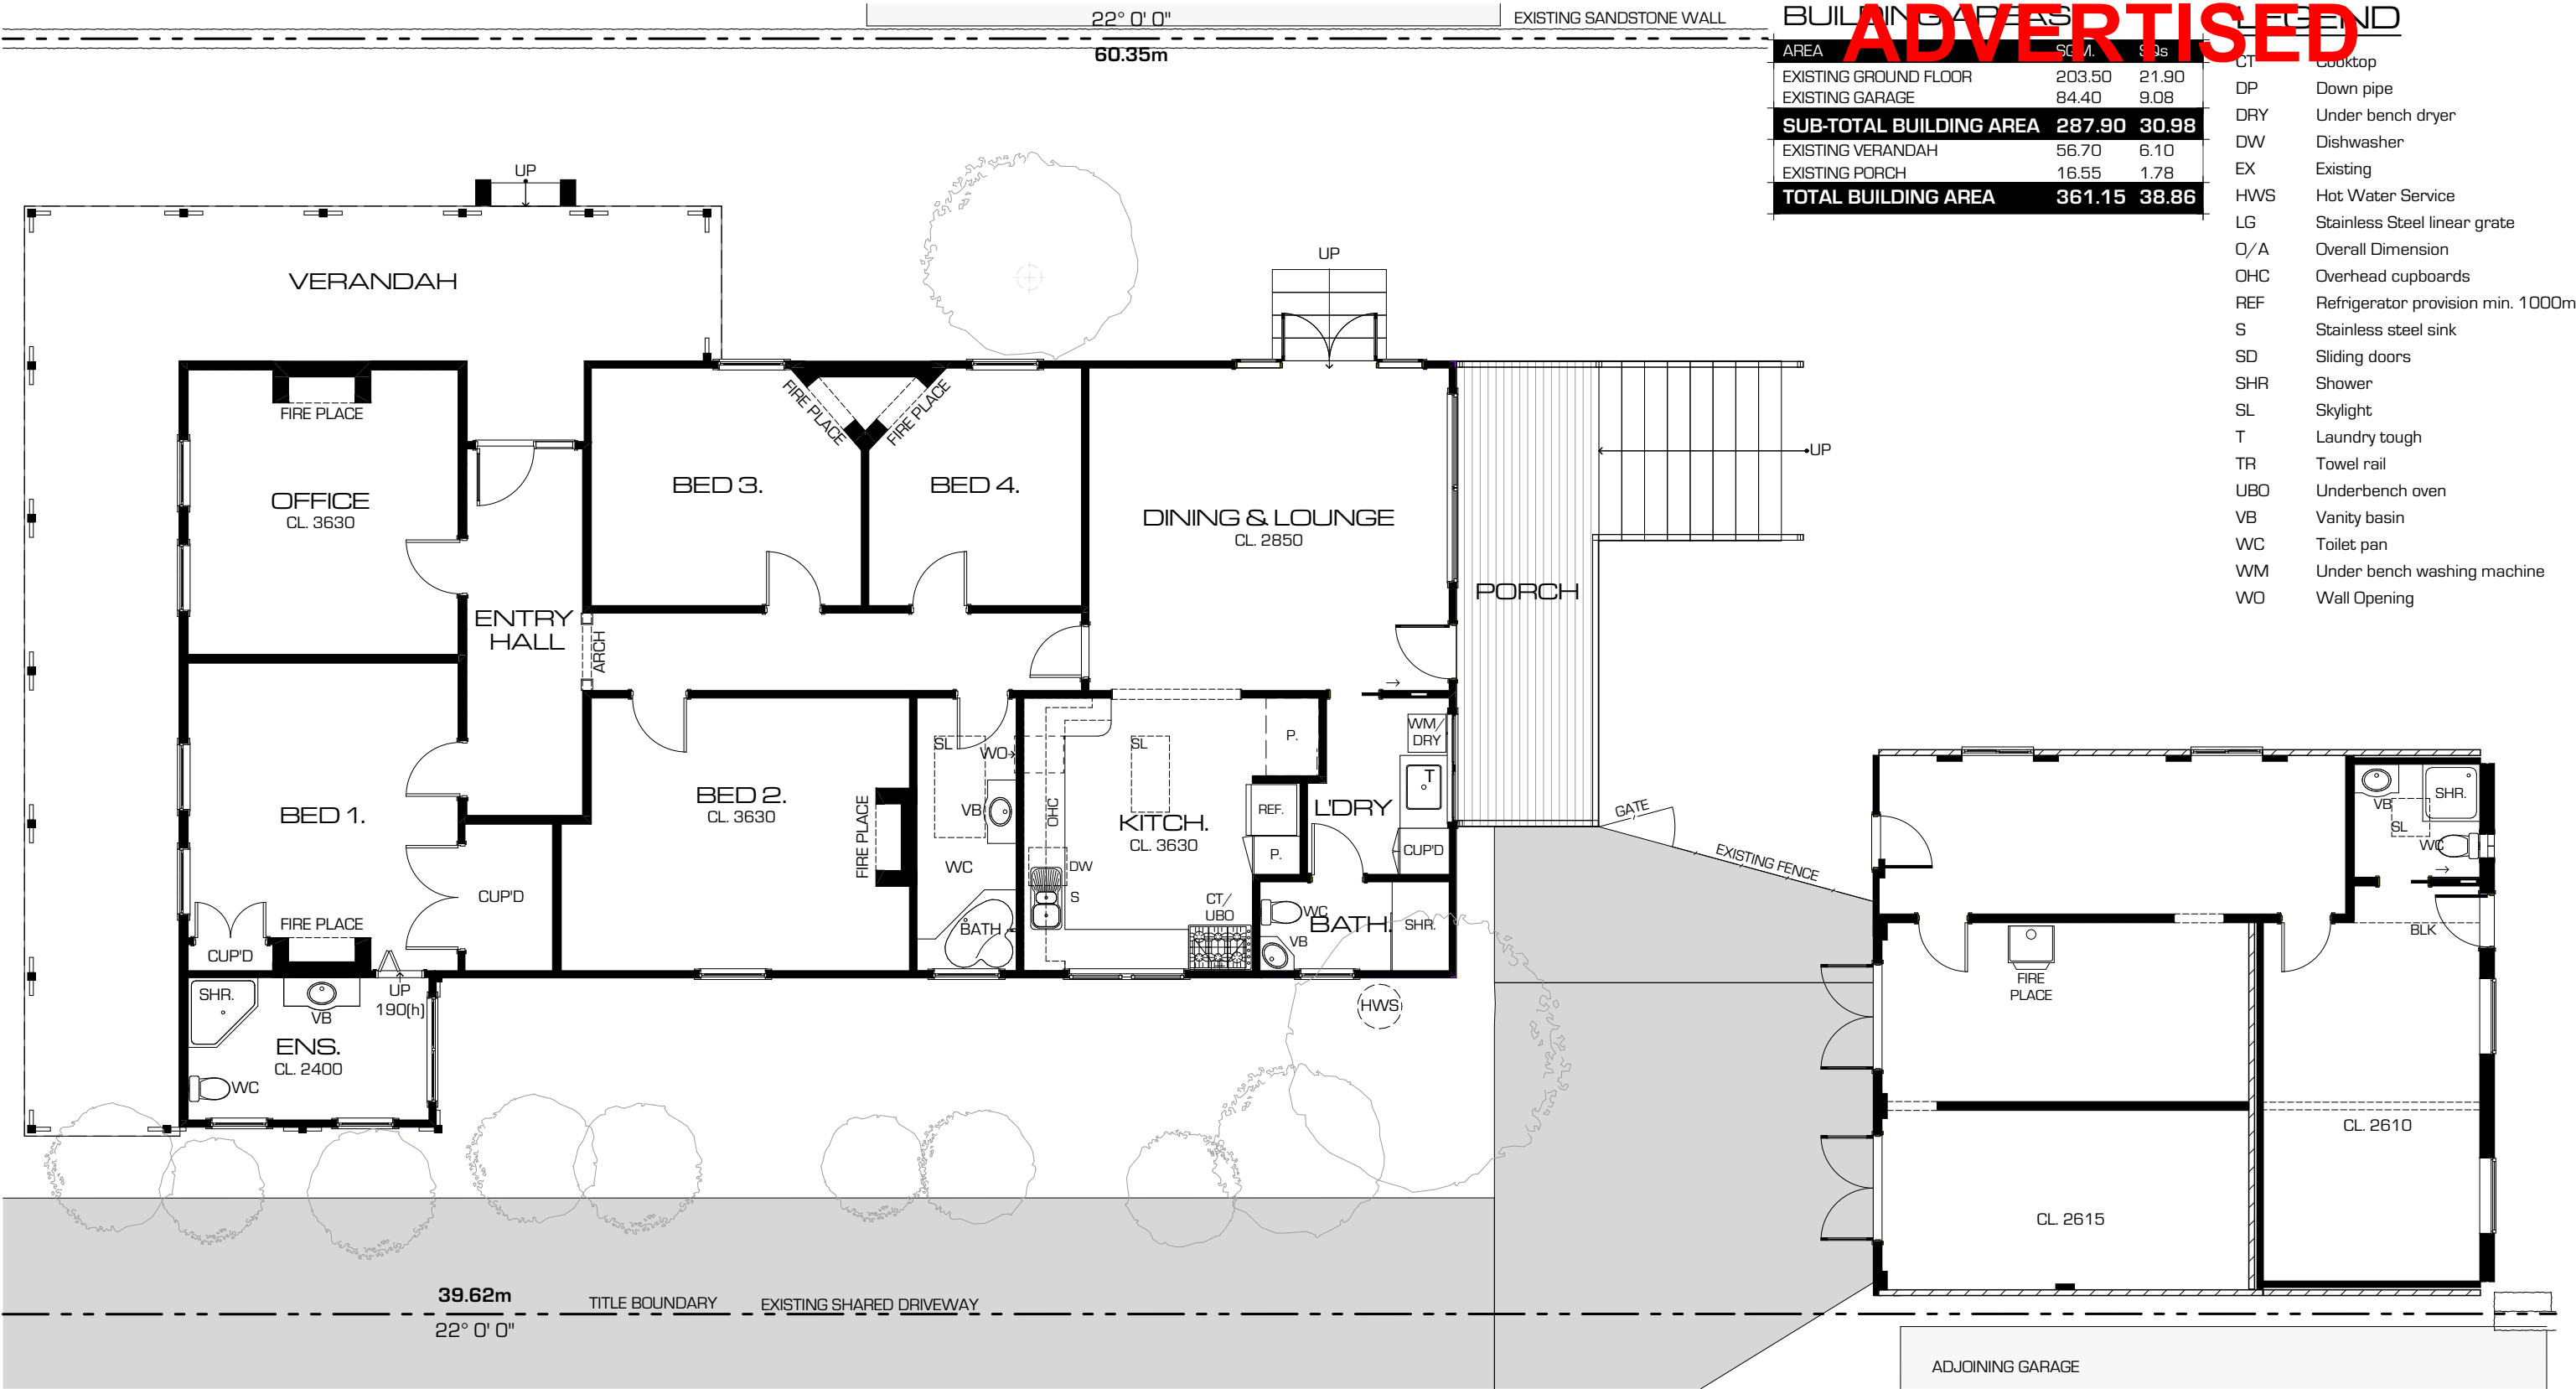 22° 0' 0"
60.35m
EXISTING SANDSTONE WALL
BUILDING AREAS
LEGEND
ADVERTISED
AREA SQ.M. SQs
EXISTING GROUND FLOOR 203.50 21.90
EXISTING GARAGE 84.40 9.08
SUB-TOTAL BUILDING AREA 287.90 30.98
EXISTING VERANDAH 56.70 6.10
EXISTING PORCH 16.55 1.78
TOTAL BUILDING AREA 361.15 38.86
CT Cooktop
DP Down pipe
DRY Under bench dryer
DW Dishwasher
EX Existing
HWS Hot Water Service
LG Stainless Steel linear grate
O/A Overall Dimension
OHC Overhead cupboards
REF Refrigerator provision min. 1000m
S Stainless steel sink
SD Sliding doors
SHR Shower
SL Skylight
T Laundry tough
TR Towel rail
UBO Underbench oven
VB Vanity basin
WC Toilet pan
WM Under bench washing machine
WO Wall Opening
UP
VERANDAH
UP
FIRE PLACE
FIRE PLACE
FIRE PLACE
OFFICE
CL. 3630
BED 3.
BED 4.
DINING & LOUNGE
CL. 2850
UP
PORCH
ENTRY
HALL
ARCH
BED 1.
BED 2.
CL. 3630
FIRE PLACE
SL
WO
VB
WC
BATH
OHC
SL
KITCH.
CL. 3630
DW
S
CT/
UBO
P.
REF.
P.
WM/
DRY
T
L'DRY
CUP'D
WC
BATH.
VB
SHR.
HWS
CUP'D
FIRE PLACE
CUP'D
UP
190(h)
SHR.
VB
ENS.
CL. 2400
WC
GATE
EXISTING FENCE
VB
SHR.
SL
WC
BLK
FIRE
PLACE
CL. 2610
CL. 2615
39.62m
22° 0' 0"
TITLE BOUNDARY
EXISTING SHARED DRIVEWAY
ADJOINING GARAGE